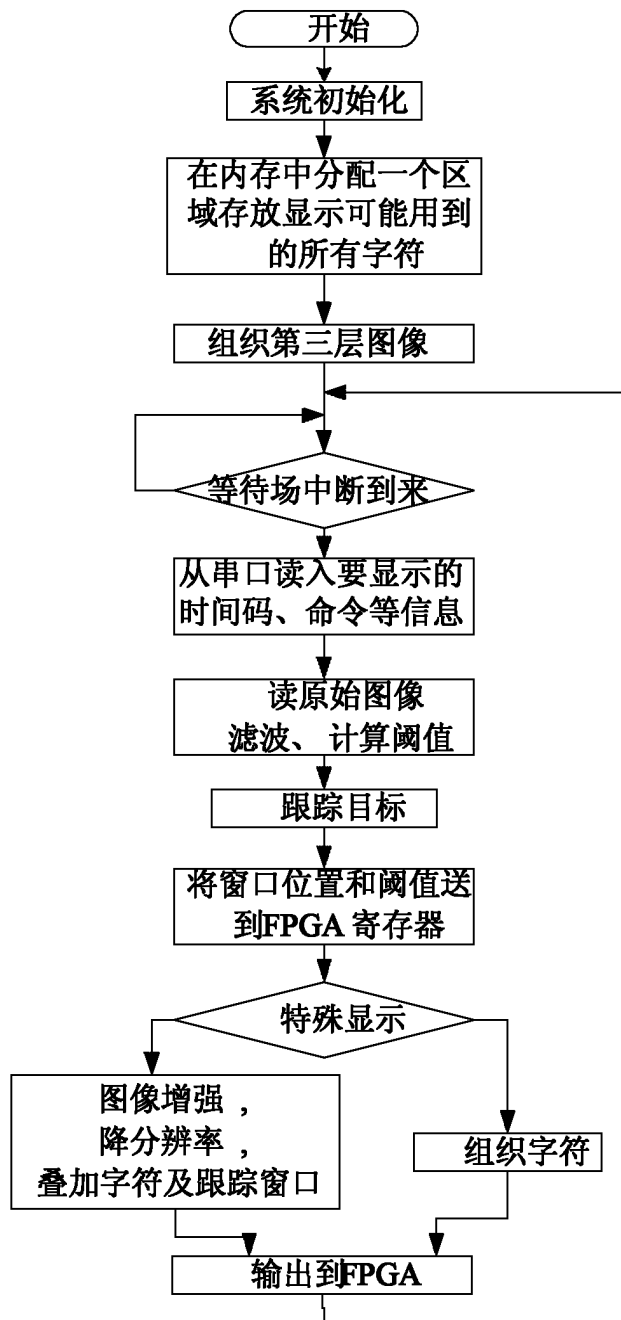 开始
系统初始化
在内存中分配一个区
域存放显示可能用到
的所有字符
组织第三层图像
等待场中断到来
从串口读入要显示的
时间码、命令等信息
读原始图像
滤波、计算阈值
跟踪目标
将窗口位置和阈值送
到FPGA 寄存器
特殊显示
图像增强，
降分辨率，
叠加字符及跟踪窗口
组织字符
输出到FPGA